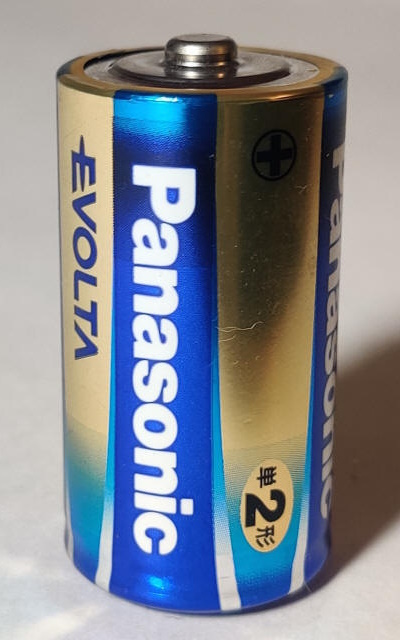 EVOLTA
Panasonic
+
単2形
Panasonic